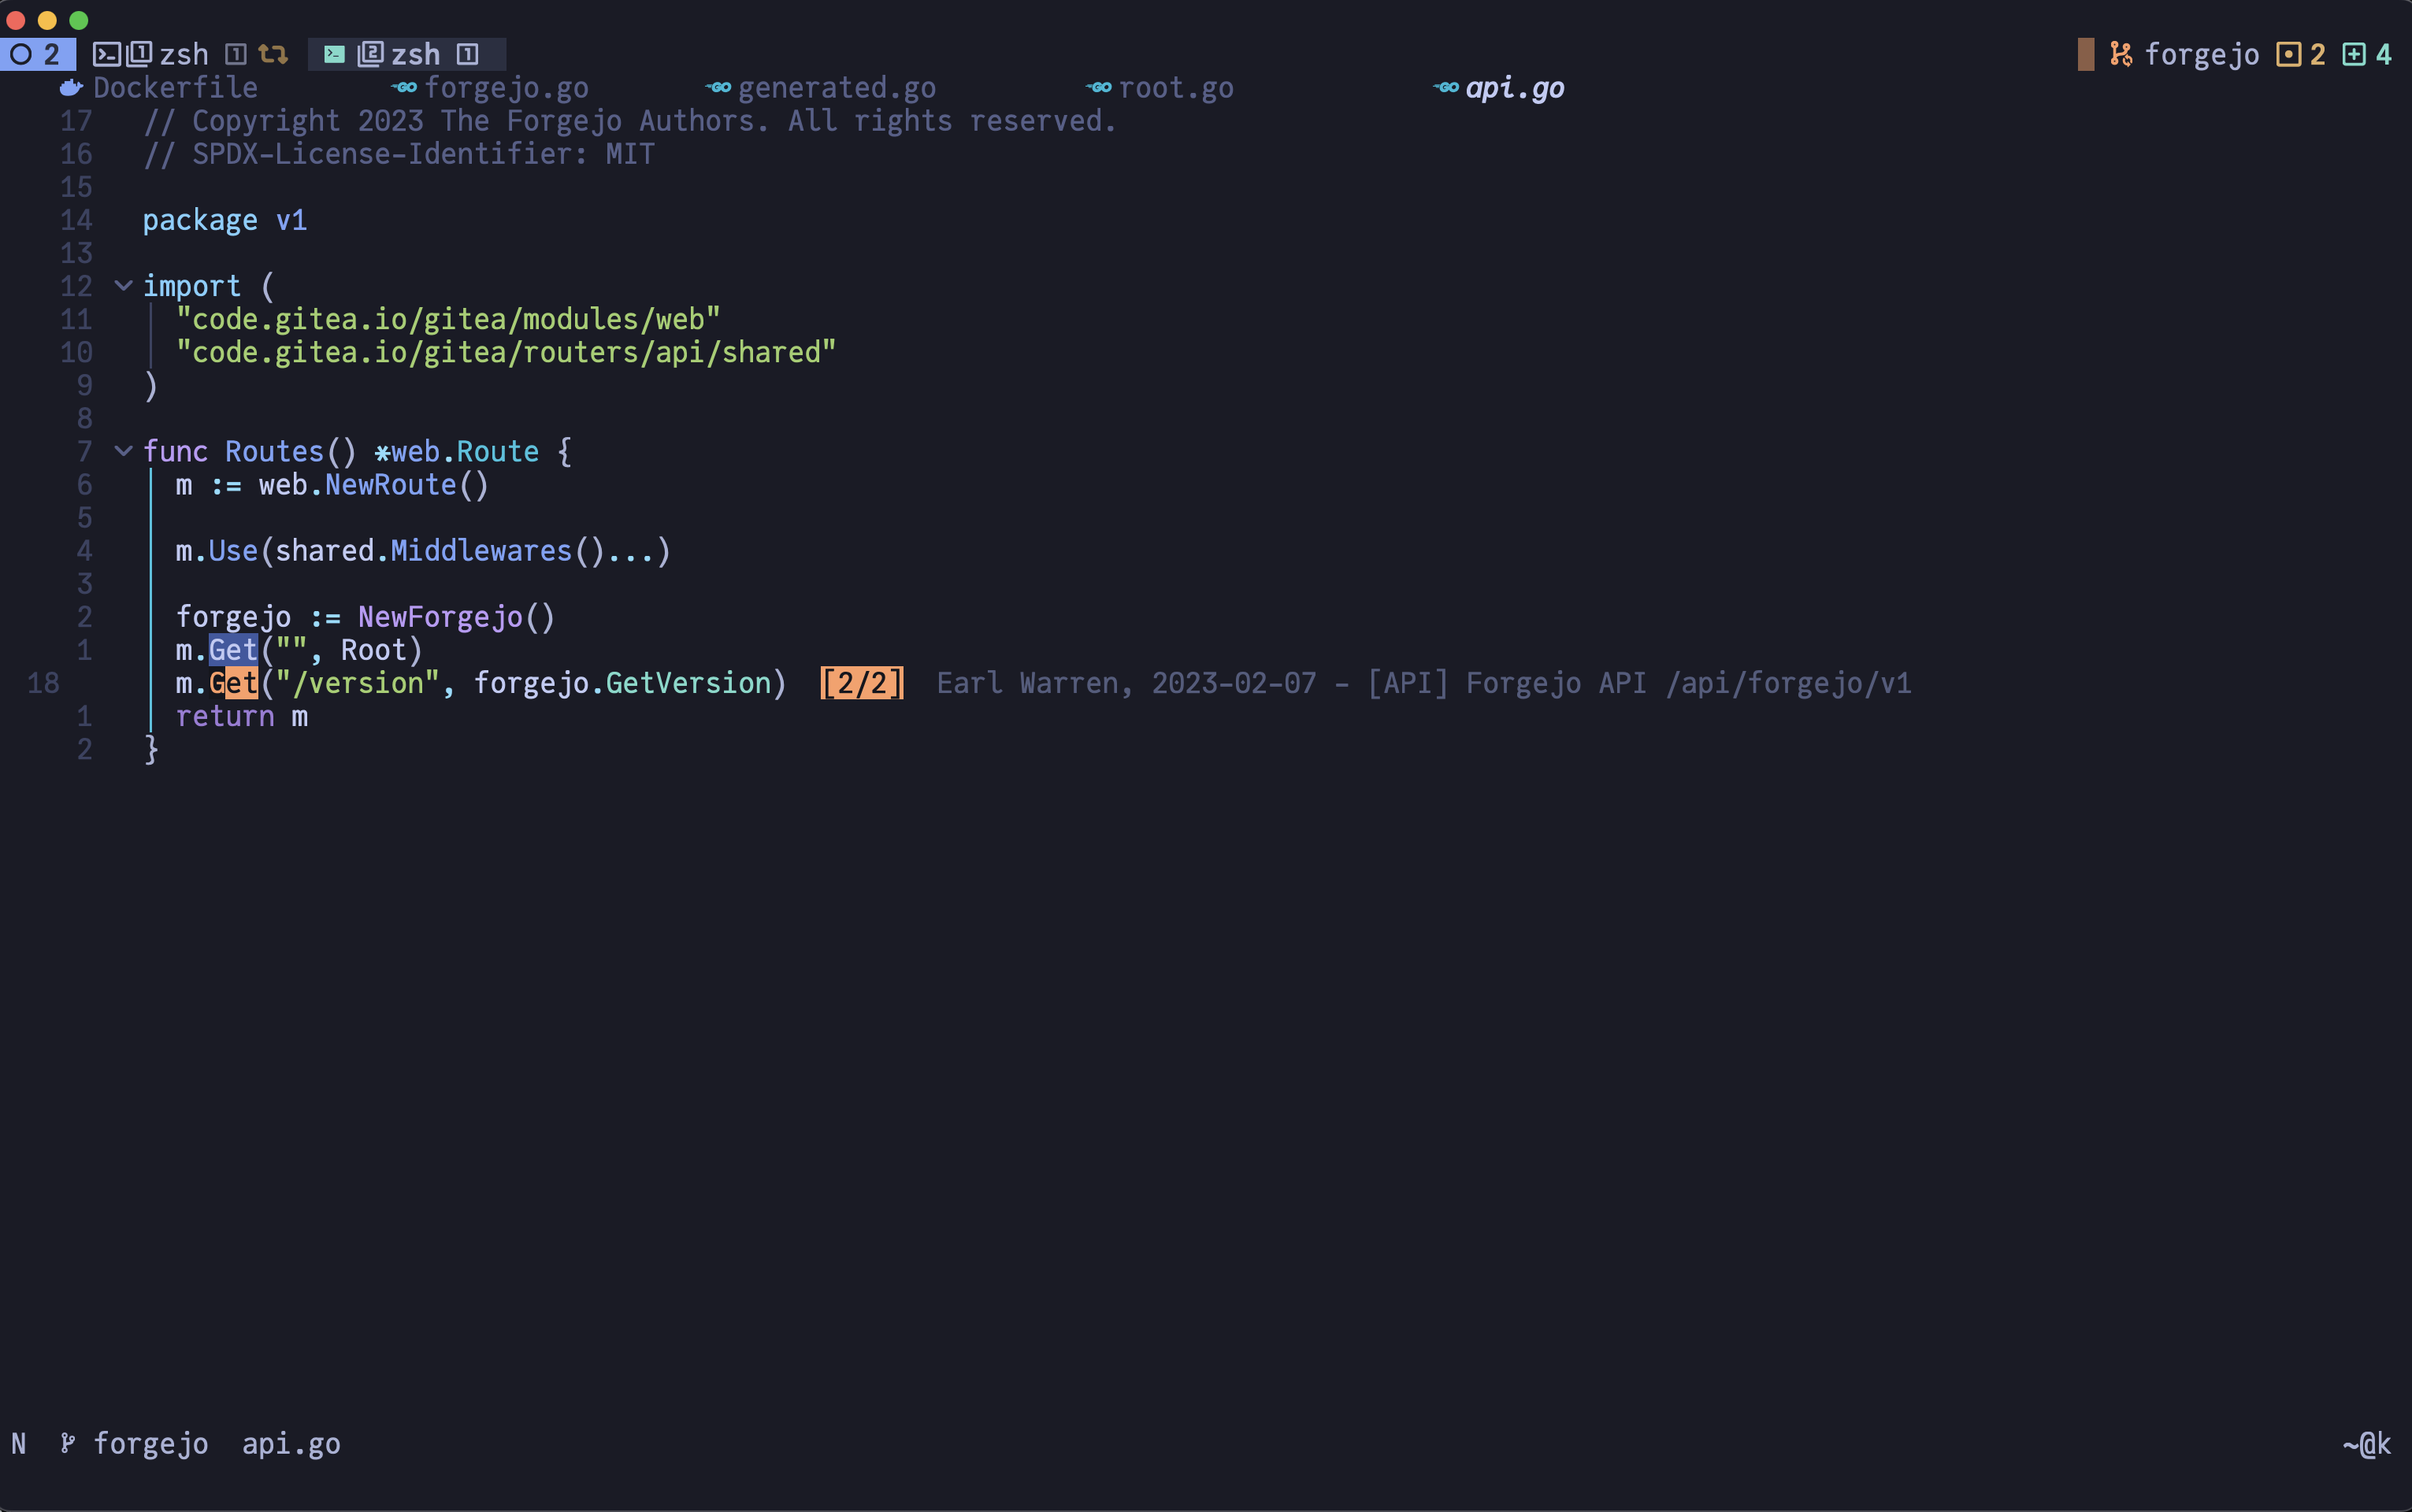 2 1 zsh 1 2 zsh 1 forgejo 2 4
Dockerfile forgejo.go generated.go root.go api.go
17 // Copyright 2023 The Forgejo Authors. All rights reserved.
16 // SPDX-License-Identifier: MIT
15
14 package v1
13
12 import (
11 "code.gitea.io/gitea/modules/web"
10 "code.gitea.io/gitea/routers/api/shared"
9 )
8
7 func Routes() *web.Route {
6 m := web.NewRoute()
5
4 m.Use(shared.Middlewares()...)
3
2 forgejo := NewForgejo()
1 m.Get("", Root)
18 m.Get("/version", forgejo.GetVersion) [2/2] Earl Warren, 2023-02-07 - [API] Forgejo API /api/forgejo/v1
1 return m
2 }
N forgejo api.go ~@k